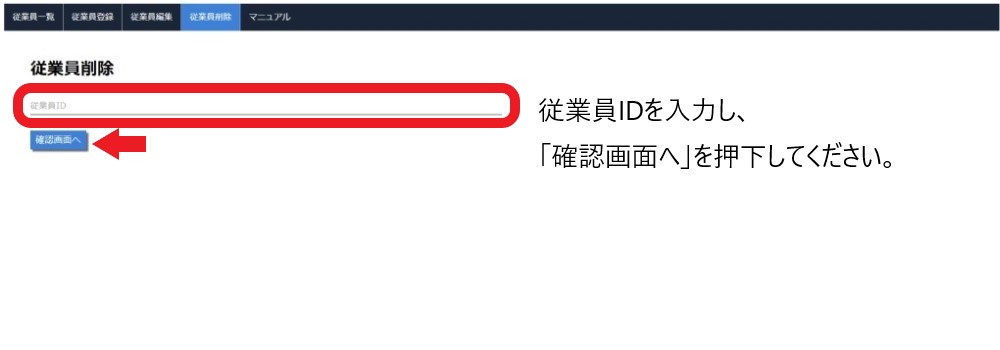 従業員一覧 従業員登録 従業員編集 従業員削除 マニュアル
従業員削除
従業員ID
確認画面へ
従業員IDを入力し、
「確認画面へ」を押下してください。